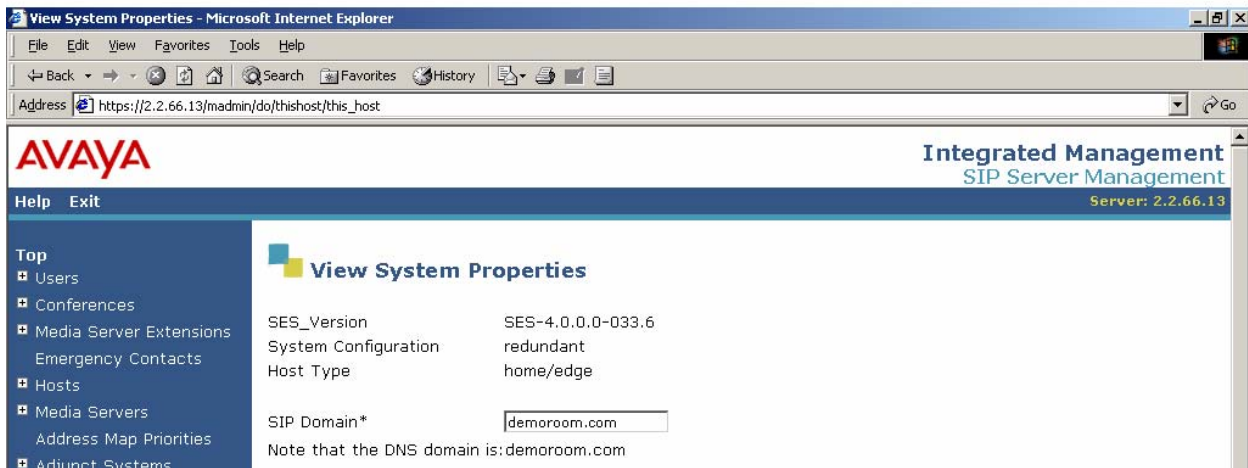 View System Properties - Microsoft Internet Explorer
File Edit View Favorites Tools Help
Back Search Favorites History
Address https://2.2.66.13/madmin/do/thishost/this_host Go
AVAYA
Integrated Management
SIP Server Management
Help Exit
Server: 2.2.66.13
Top
Users
Conferences
Media Server Extensions
Emergency Contacts
Hosts
Media Servers
Address Map Priorities
Adjunct Systems
View System Properties
SES_Version SES-4.0.0.0-033.6
System Configuration redundant
Host Type home/edge
SIP Domain* demoroom.com
Note that the DNS domain is:demoroom.com